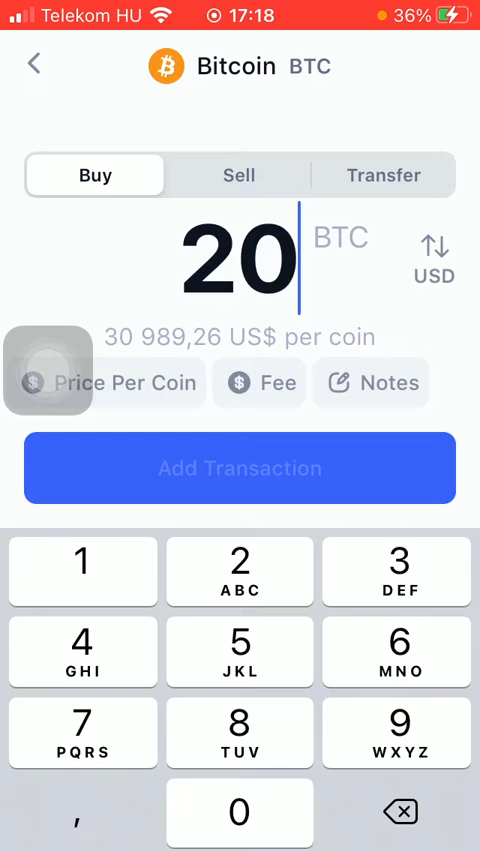 Telekom HU 17:18 36%
Bitcoin BTC
Buy Sell Transfer
20 BTC
USD
30 989,26 US$ per coin
Price Per Coin Fee Notes
Add Transaction
1 2 3
ABC DEF
4 5 6
GHI JKL MNO
7 8 9
PQRS TUV WXYZ
, 0